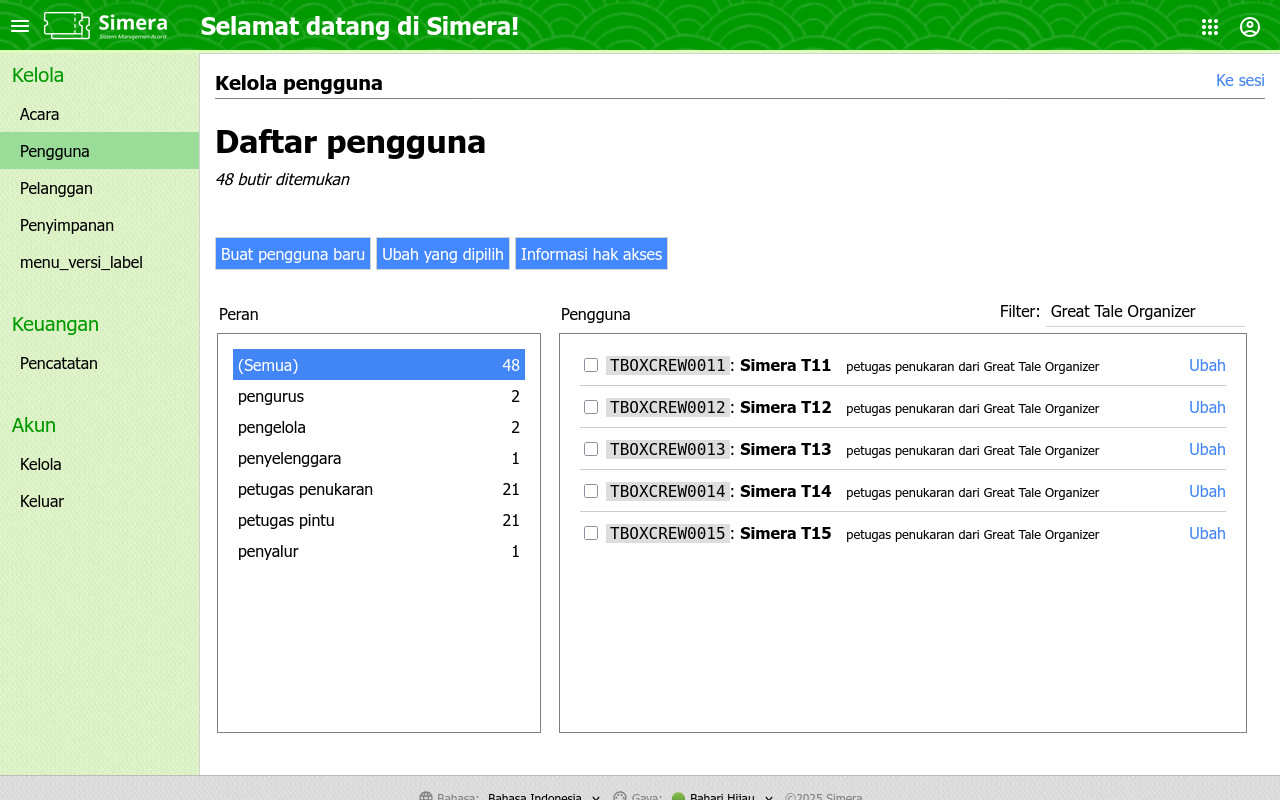 Simera
Sistem Manajemen Acara
Selamat datang di Simera!
Kelola
Acara
Pengguna
Pelanggan
Penyimpanan
menu_versi_label
Keuangan
Pencatatan
Akun
Kelola
Keluar
Kelola pengguna
Ke sesi
Daftar pengguna
48 butir ditemukan
Buat pengguna baru
Ubah yang dipilih
Informasi hak akses
Peran
(Semua) 48
pengurus 2
pengelola 2
penyelenggara 1
petugas penukaran 21
petugas pintu 21
penyalur 1
Pengguna
Filter: Great Tale Organizer
TBOXCREW0011: Simera T11 petugas penukaran dari Great Tale Organizer Ubah
TBOXCREW0012: Simera T12 petugas penukaran dari Great Tale Organizer Ubah
TBOXCREW0013: Simera T13 petugas penukaran dari Great Tale Organizer Ubah
TBOXCREW0014: Simera T14 petugas penukaran dari Great Tale Organizer Ubah
TBOXCREW0015: Simera T15 petugas penukaran dari Great Tale Organizer Ubah
Bahasa: Bahasa Indonesia Gaya: Bahari Hijau ©2025 Simera